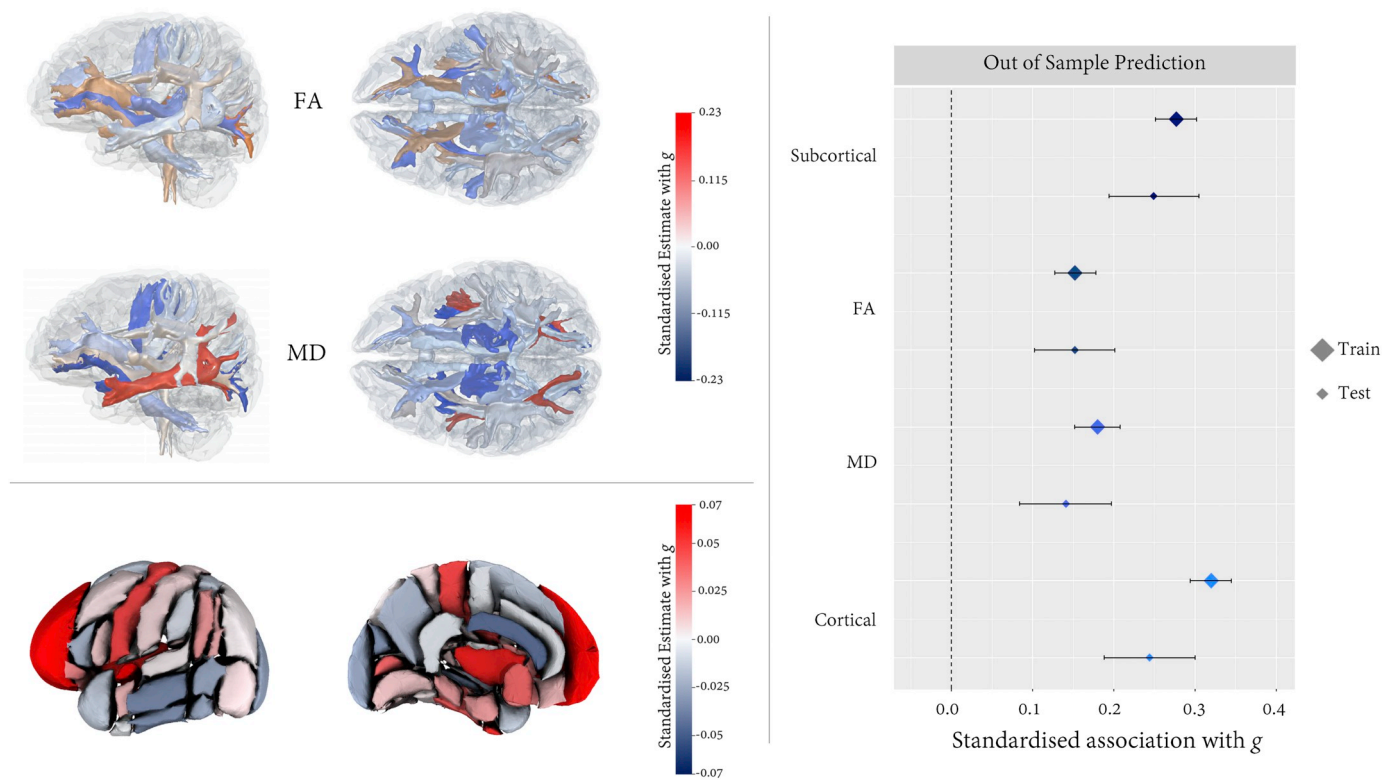 FA
MD
Standardised Estimate with g
0.23
0.115
0.00
-0.115
-0.23
Standardised Estimate with g
0.07
0.05
0.025
0.00
-0.025
-0.05
-0.07
Out of Sample Prediction
Subcortical
FA
MD
Cortical
0.0
0.1
0.2
0.3
0.4
Standardised association with g
Train
Test